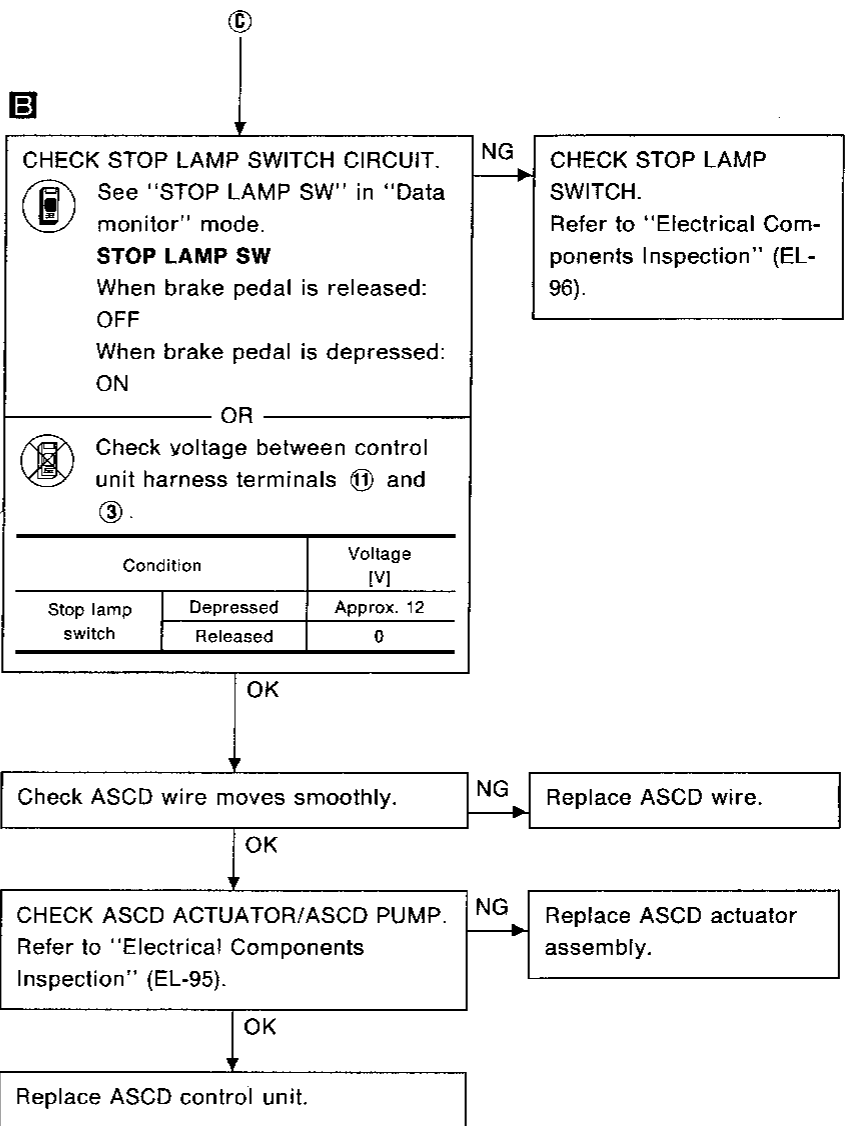 Ⓒ
B
CHECK STOP LAMP SWITCH CIRCUIT.
See "STOP LAMP SW" in "Data
monitor" mode.
STOP LAMP SW
When brake pedal is released:
OFF
When brake pedal is depressed:
ON
OR
Check voltage between control
unit harness terminals ⑪ and
③ .
Condition
Voltage
[V]
Stop lamp
switch
Depressed
Approx. 12
Released
0
NG
CHECK STOP LAMP
SWITCH.
Refer to "Electrical Com-
ponents Inspection" (EL-
96).
OK
Check ASCD wire moves smoothly.
NG
Replace ASCD wire.
OK
CHECK ASCD ACTUATOR/ASCD PUMP.
Refer to "Electrical Components
Inspection" (EL-95).
NG
Replace ASCD actuator
assembly.
OK
Replace ASCD control unit.